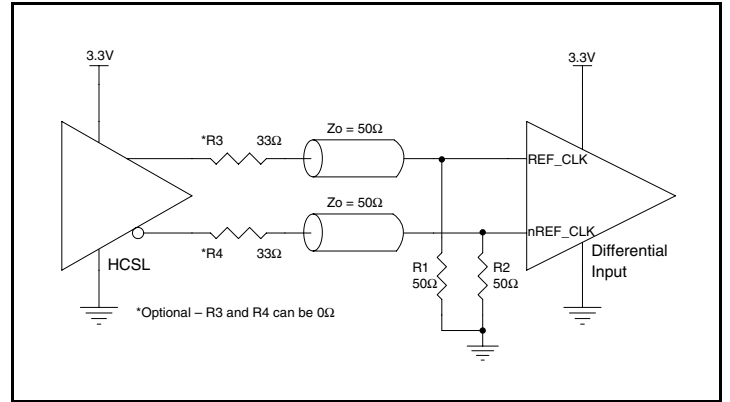 3.3V
3.3V
*R3 33Ω
Zo = 50Ω
REF_CLK
Zo = 50Ω
nREF_CLK
*R4 33Ω
HCSL
Differential
Input
R1
50Ω
R2
50Ω
*Optional – R3 and R4 can be 0Ω